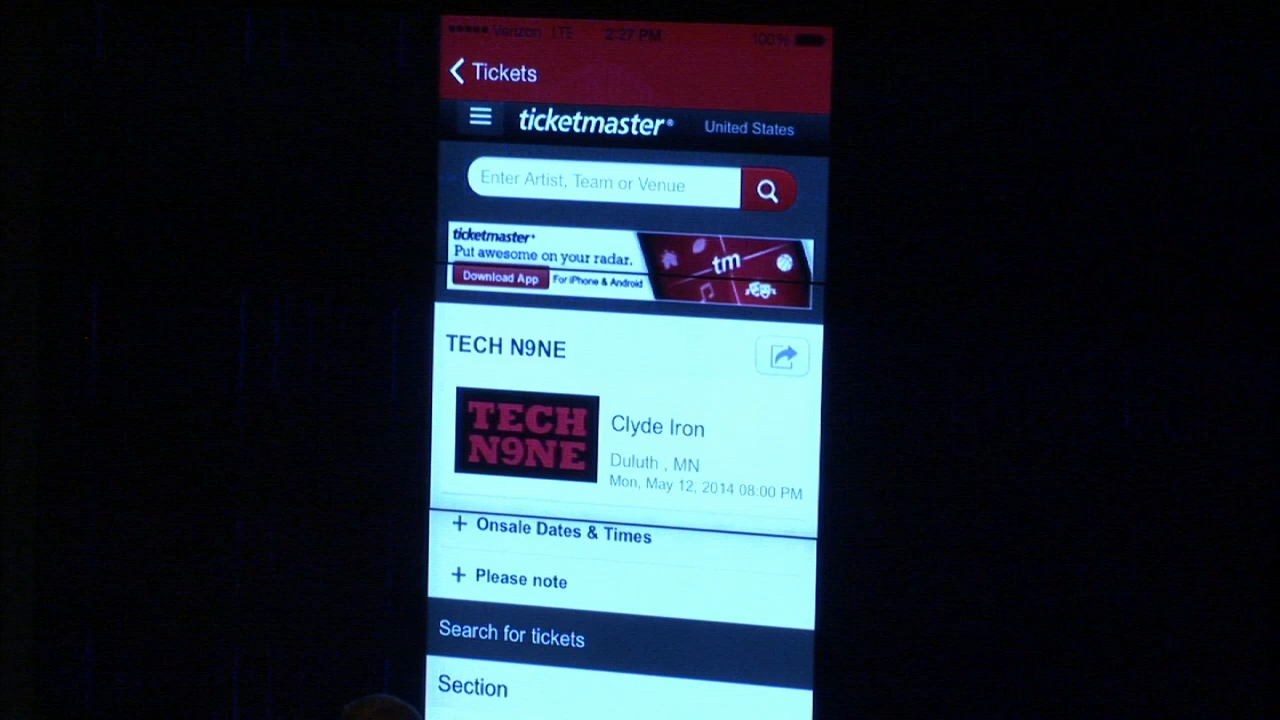 Verizon LTE 2:27 PM 100%
Tickets
ticketmaster® United States
Enter Artist, Team or Venue
ticketmaster®
Put awesome on your radar.
tm
Download App For iPhone & Android
TECH N9NE
TECH
N9NE
Clyde Iron
Duluth , MN
Mon, May 12, 2014 08:00 PM
+ Onsale Dates & Times
+ Please note
Search for tickets
Section